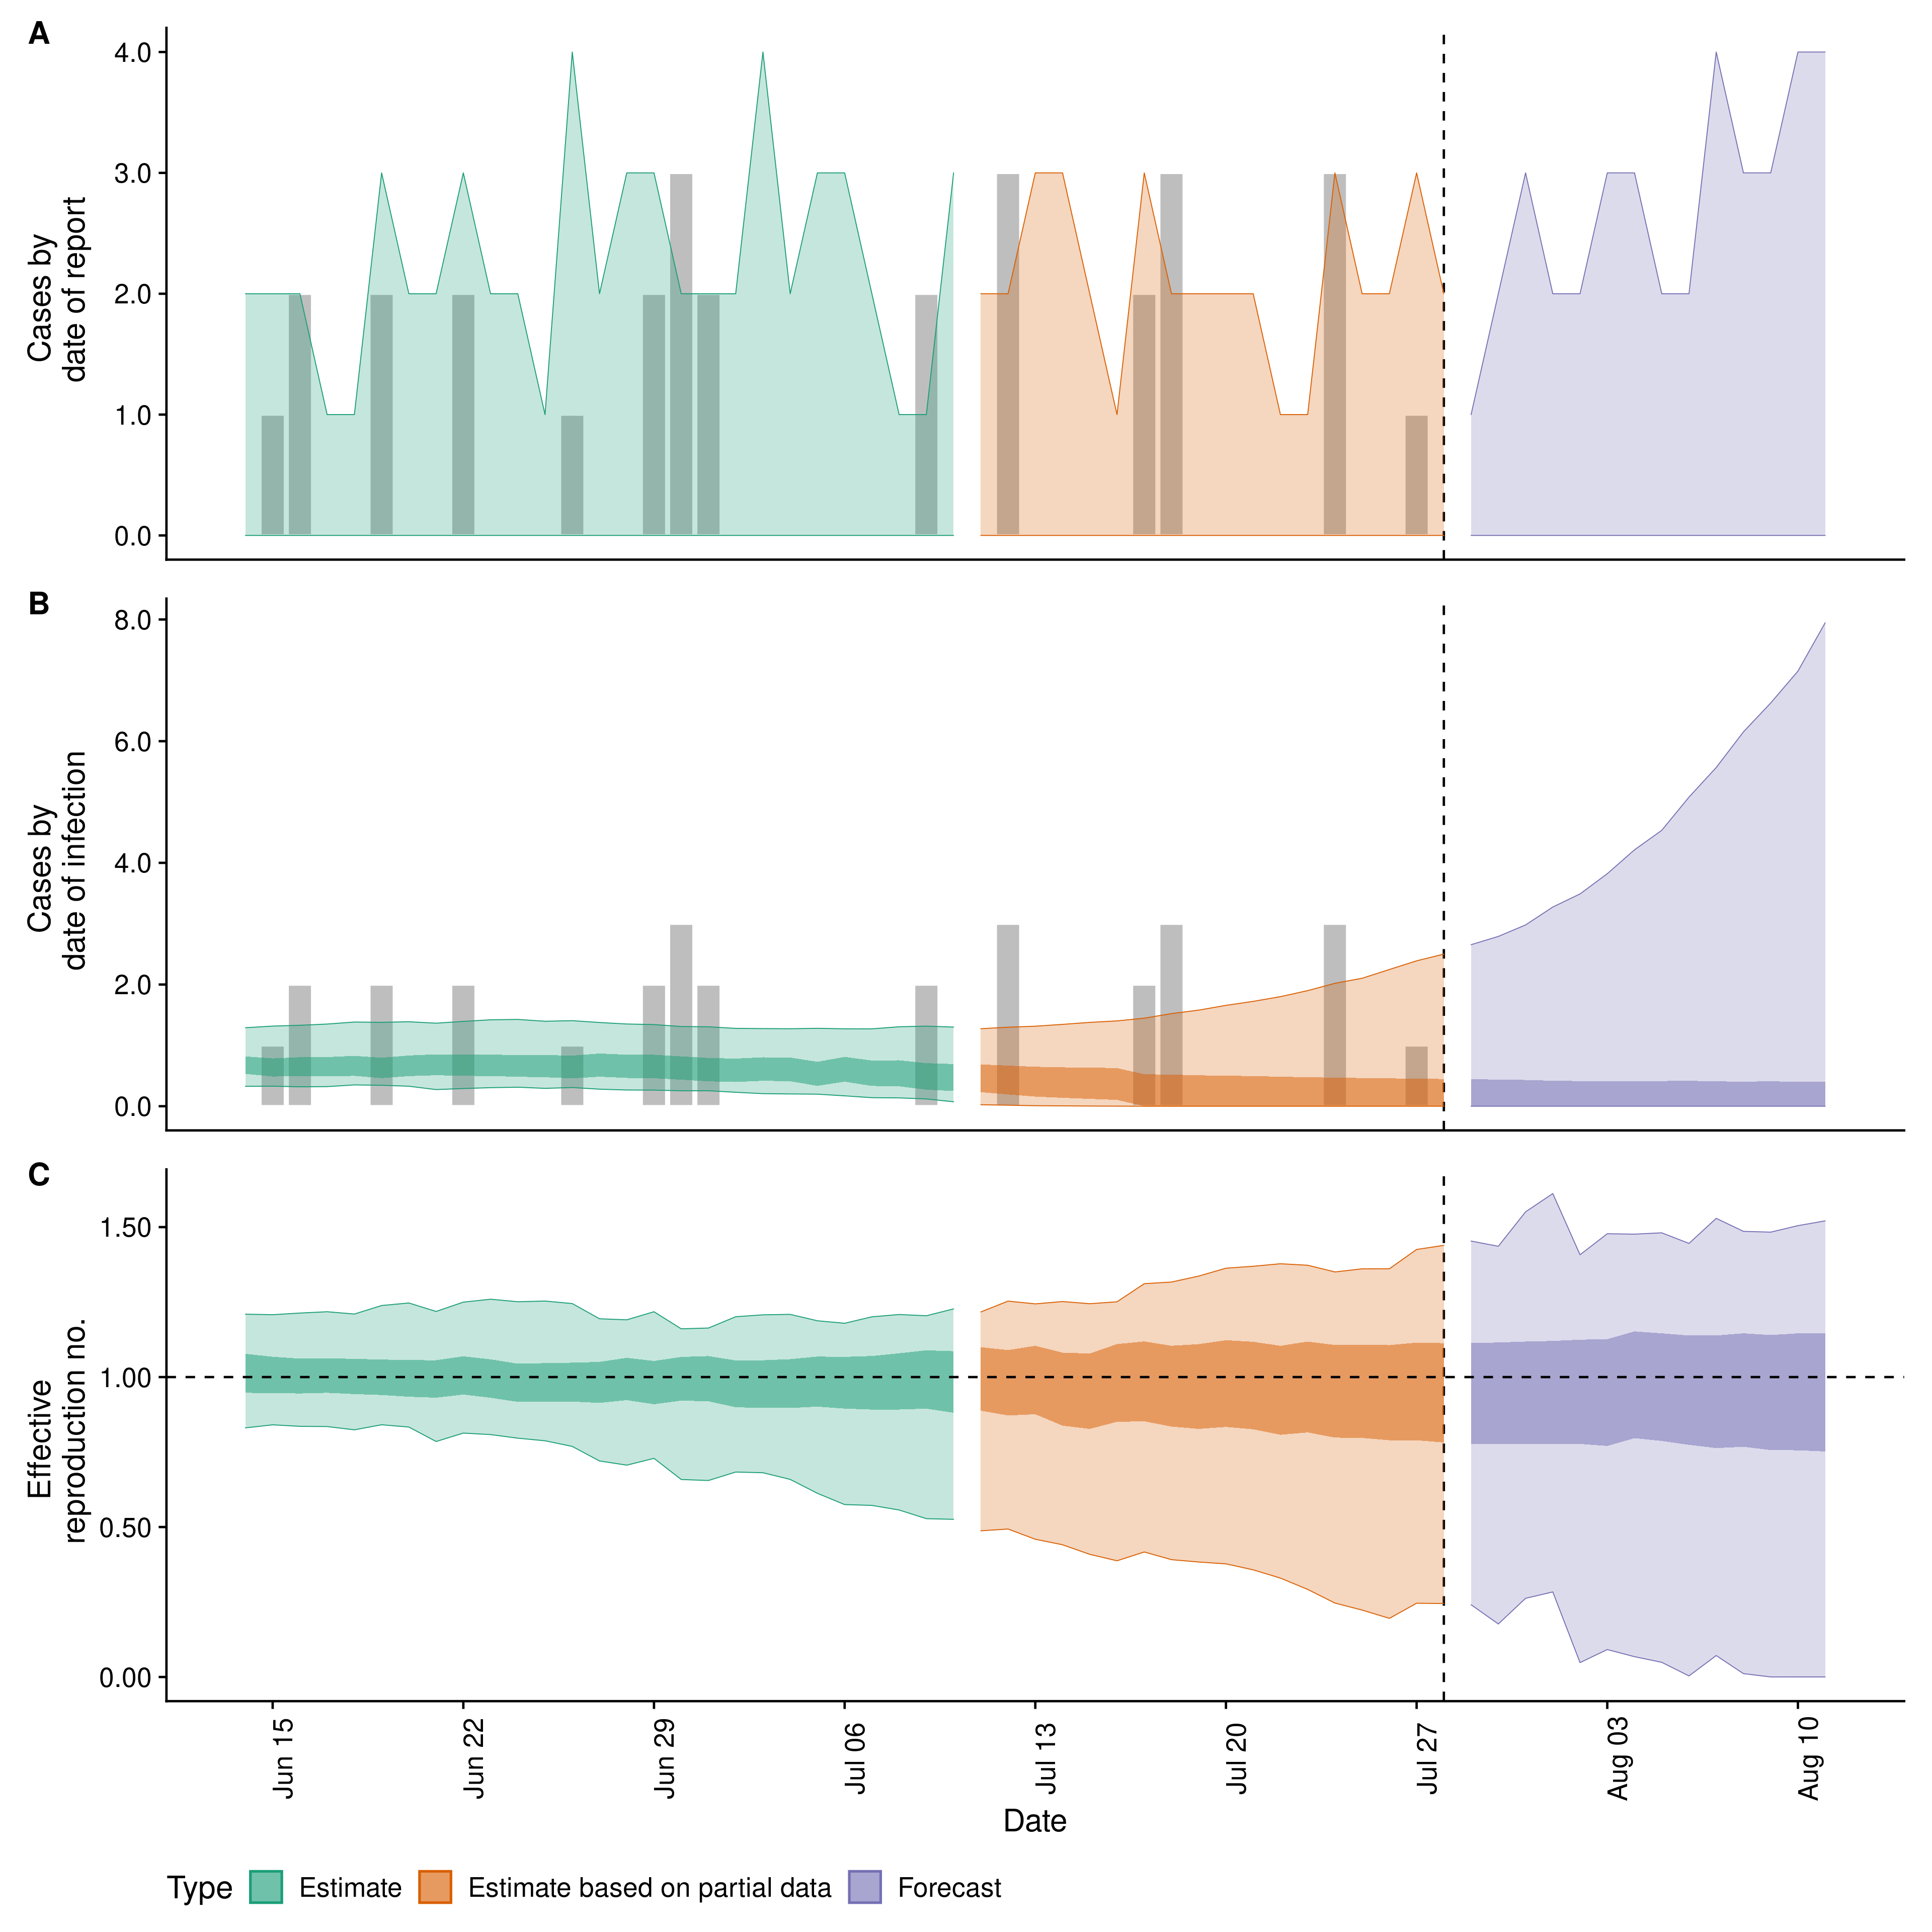 A
4.0
3.0
2.0
1.0
0.0
Cases by
date of report
B
8.0
6.0
4.0
2.0
0.0
Cases by
date of infection
C
1.50
1.00
0.50
0.00
Effective
reproduction no.
Jun 15
Jun 22
Jun 29
Jul 06
Jul 13
Jul 20
Jul 27
Aug 03
Aug 10
Date
Type Estimate Estimate based on partial data Forecast